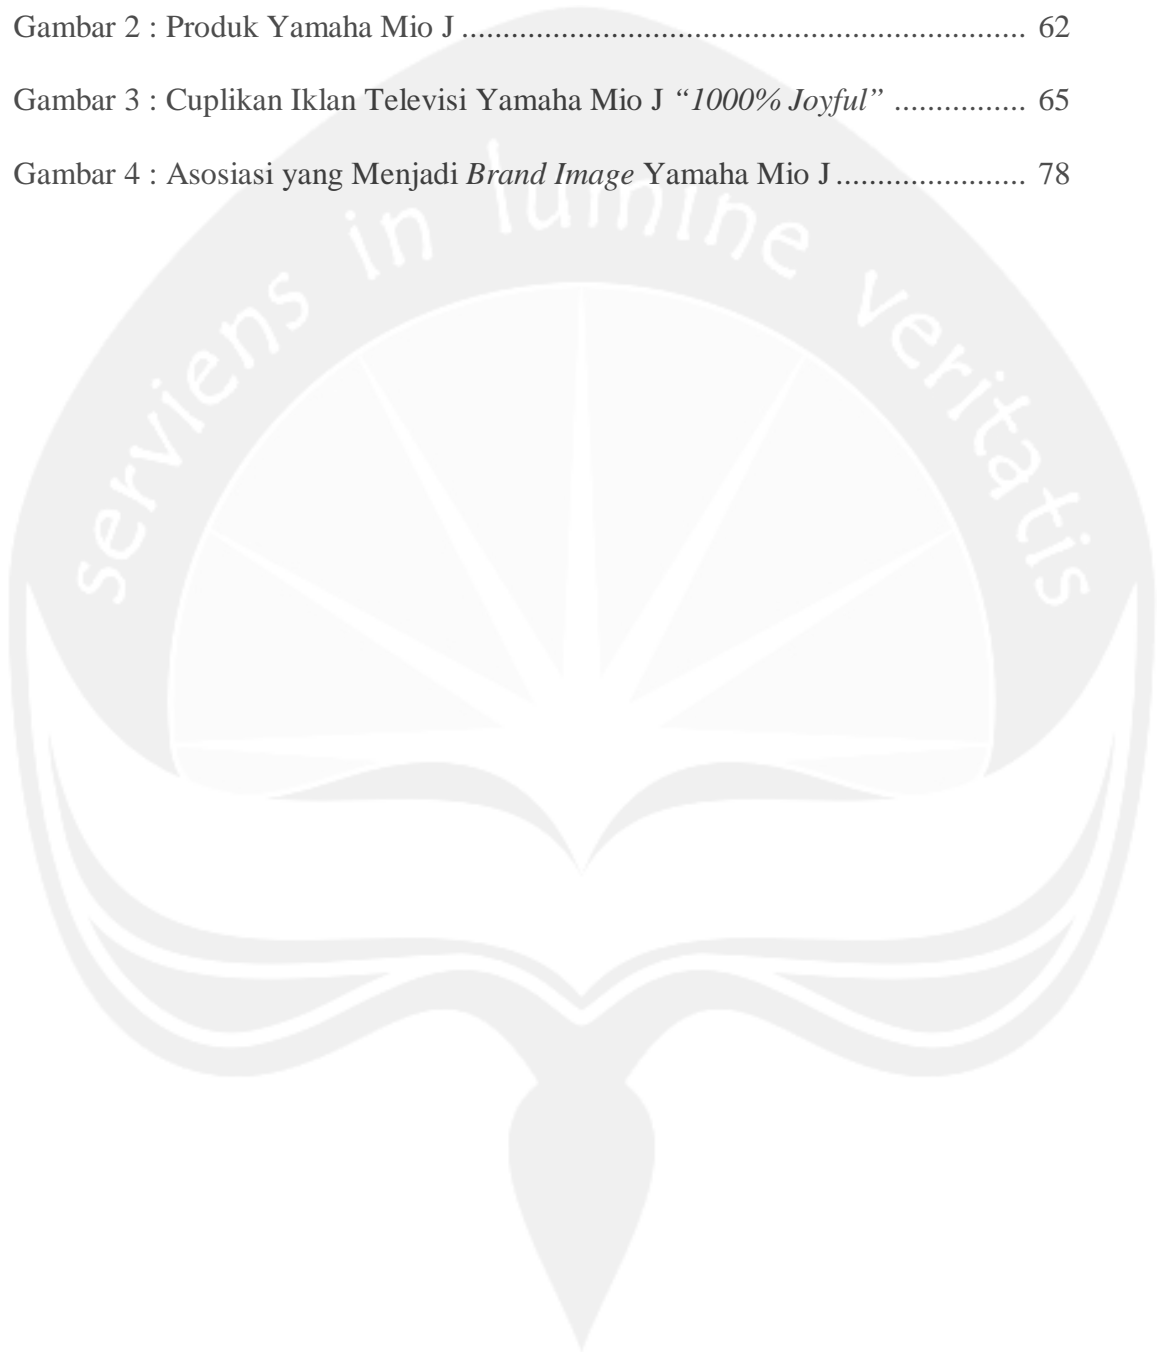 Gambar 2 : Produk Yamaha Mio J .................................................................... 62
Gambar 3 : Cuplikan Iklan Televisi Yamaha Mio J “1000% Joyful” ................ 65
Gambar 4 : Asosiasi yang Menjadi Brand Image Yamaha Mio J ....................... 78
serviens in lumine veritatis